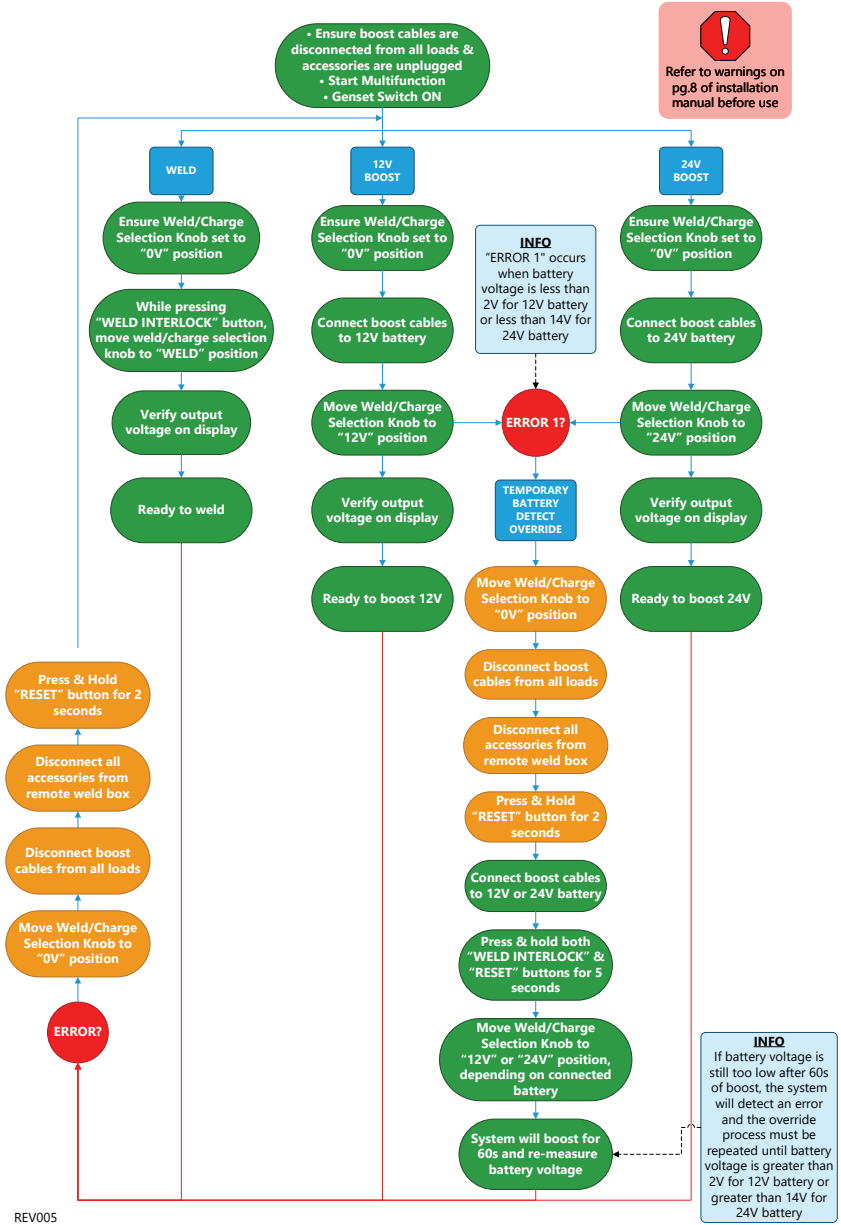 • Ensure boost cables are
disconnected from all loads &
accessories are unplugged
• Start Multifunction
• Genset Switch ON
Refer to warnings on
pg.8 of installation
manual before use
WELD
Ensure Weld/Charge
Selection Knob set to
“0V” position
While pressing
“WELD INTERLOCK” button,
move weld/charge selection
knob to “WELD” position
Verify output
voltage on display
Ready to weld
12V
BOOST
Ensure Weld/Charge
Selection Knob set to
“0V” position
Connect boost cables
to 12V battery
Move Weld/Charge
Selection Knob to
“12V” position
Verify output
voltage on display
Ready to boost 12V
24V
BOOST
Ensure Weld/Charge
Selection Knob set to
“0V” position
Connect boost cables
to 24V battery
Move Weld/Charge
Selection Knob to
“24V” position
Verify output
voltage on display
Ready to boost 24V
INFO
“ERROR 1" occurs
when battery
voltage is less than
2V for 12V battery
or less than 14V for
24V battery
ERROR 1?
TEMPORARY
BATTERY
DETECT
OVERRIDE
Move Weld/Charge
Selection Knob to
“0V” position
Disconnect boost
cables from all loads
Disconnect all
accessories from
remote weld box
Press & Hold
“RESET” button for 2
seconds
Connect boost cables
to 12V or 24V battery
Press & hold both
“WELD INTERLOCK” &
“RESET” buttons for 5
seconds
Move Weld/Charge
Selection Knob to
“12V” or “24V” position,
depending on connected
battery
System will boost for
60s and re-measure
battery voltage
INFO
If battery voltage is
still too low after 60s
of boost, the system
will detect an error
and the override
process must be
repeated until battery
voltage is greater than
2V for 12V battery or
greater than 14V for
24V battery
Press & Hold
“RESET” button for 2
seconds
Disconnect all
accessories from
remote weld box
Disconnect boost
cables from all loads
Move Weld/Charge
Selection Knob to
“0V” position
ERROR?
REV005